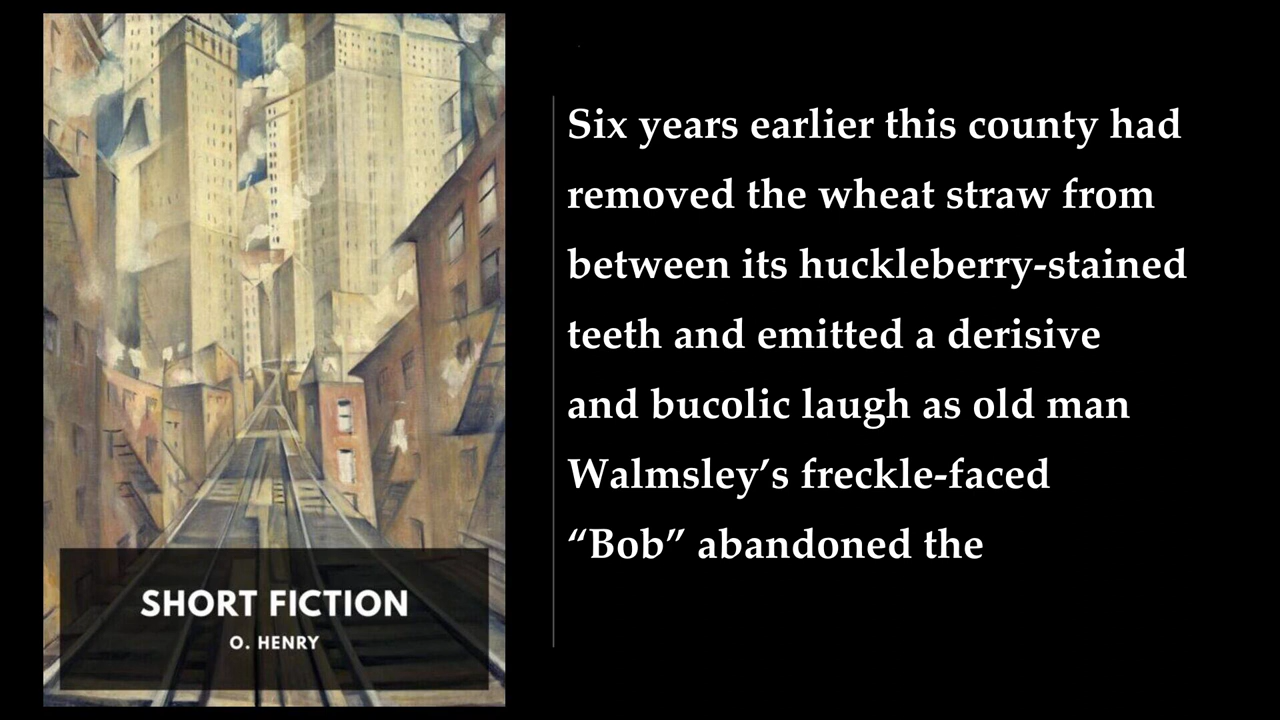 Six years earlier this county had
removed the wheat straw from
between its huckleberry-stained
teeth and emitted a derisive
and bucolic laugh as old man
Walmsley’s freckle-faced
“Bob” abandoned the
SHORT FICTION
O. HENRY